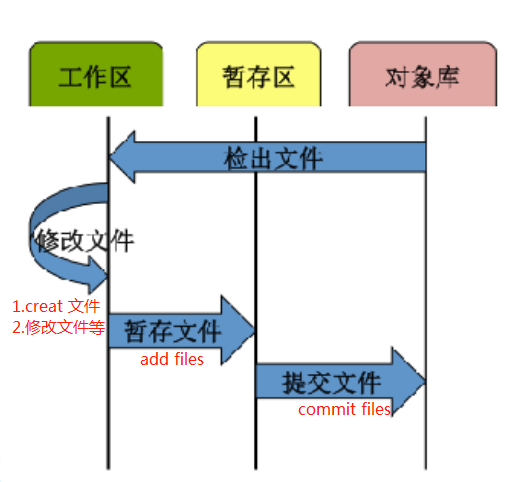 工作区
暂存区
对象库
检出文件
修改文件
1.creat 文件
2.修改文件等
暂存文件
add files
提交文件
commit files